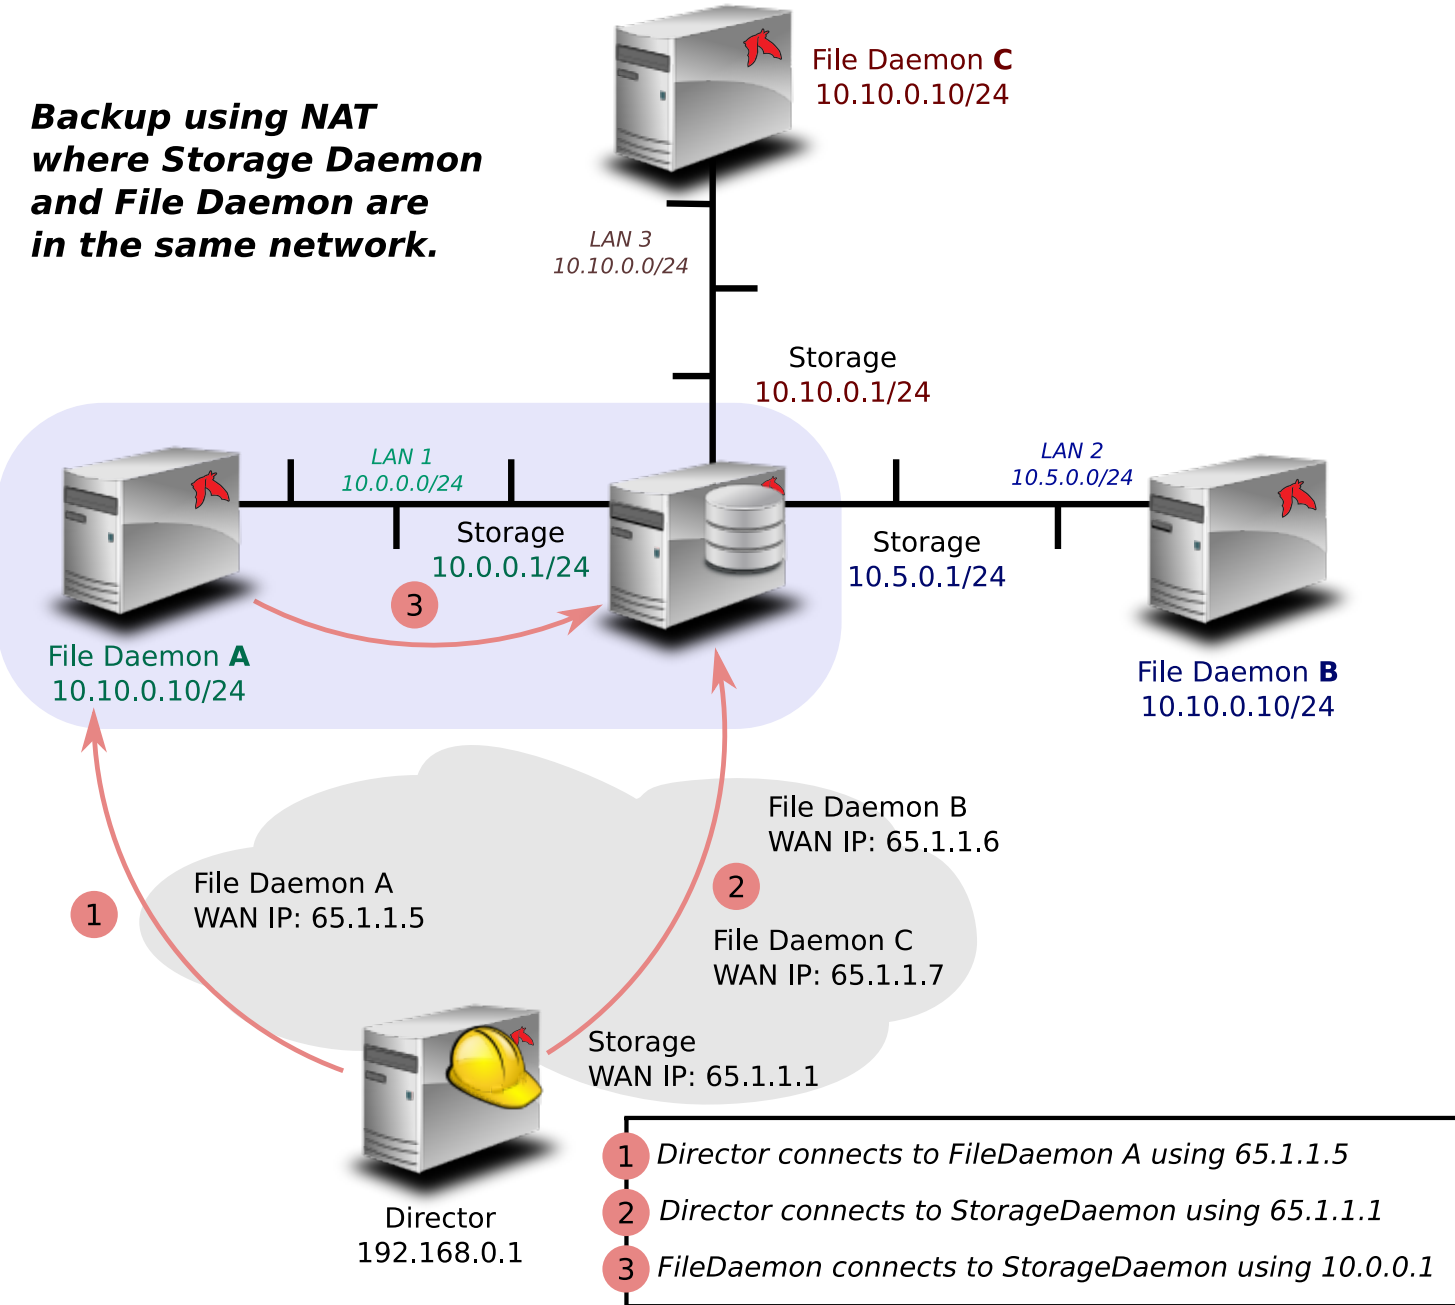 Backup using NAT
where Storage Daemon
and File Daemon are
in the same network.
File Daemon C
10.10.0.10/24
LAN 3
10.10.0.0/24
Storage
10.10.0.1/24
LAN 1
10.0.0.0/24
Storage
10.0.0.1/24
LAN 2
10.5.0.0/24
Storage
10.5.0.1/24
3
File Daemon A
10.10.0.10/24
File Daemon B
10.10.0.10/24
File Daemon B
WAN IP: 65.1.1.6
1
File Daemon A
WAN IP: 65.1.1.5
2
File Daemon C
WAN IP: 65.1.1.7
Storage
WAN IP: 65.1.1.1
Director
192.168.0.1
1 Director connects to FileDaemon A using 65.1.1.5
2 Director connects to StorageDaemon using 65.1.1.1
3 FileDaemon connects to StorageDaemon using 10.0.0.1